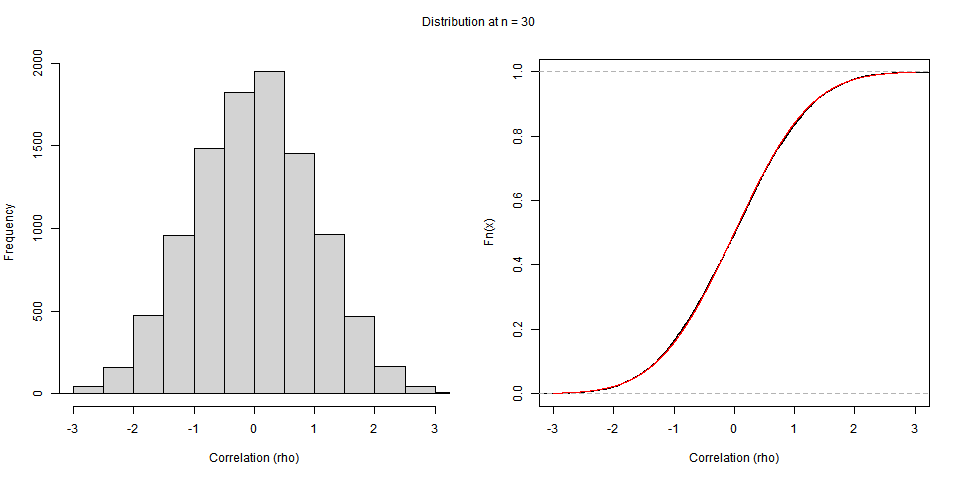 Distribution at n = 30
Frequency
0
500
1000
1500
2000
-3 -2 -1 0 1 2 3
Correlation (rho)
Fn(x)
0.0
0.2
0.4
0.6
0.8
1.0
-3 -2 -1 0 1 2 3
Correlation (rho)